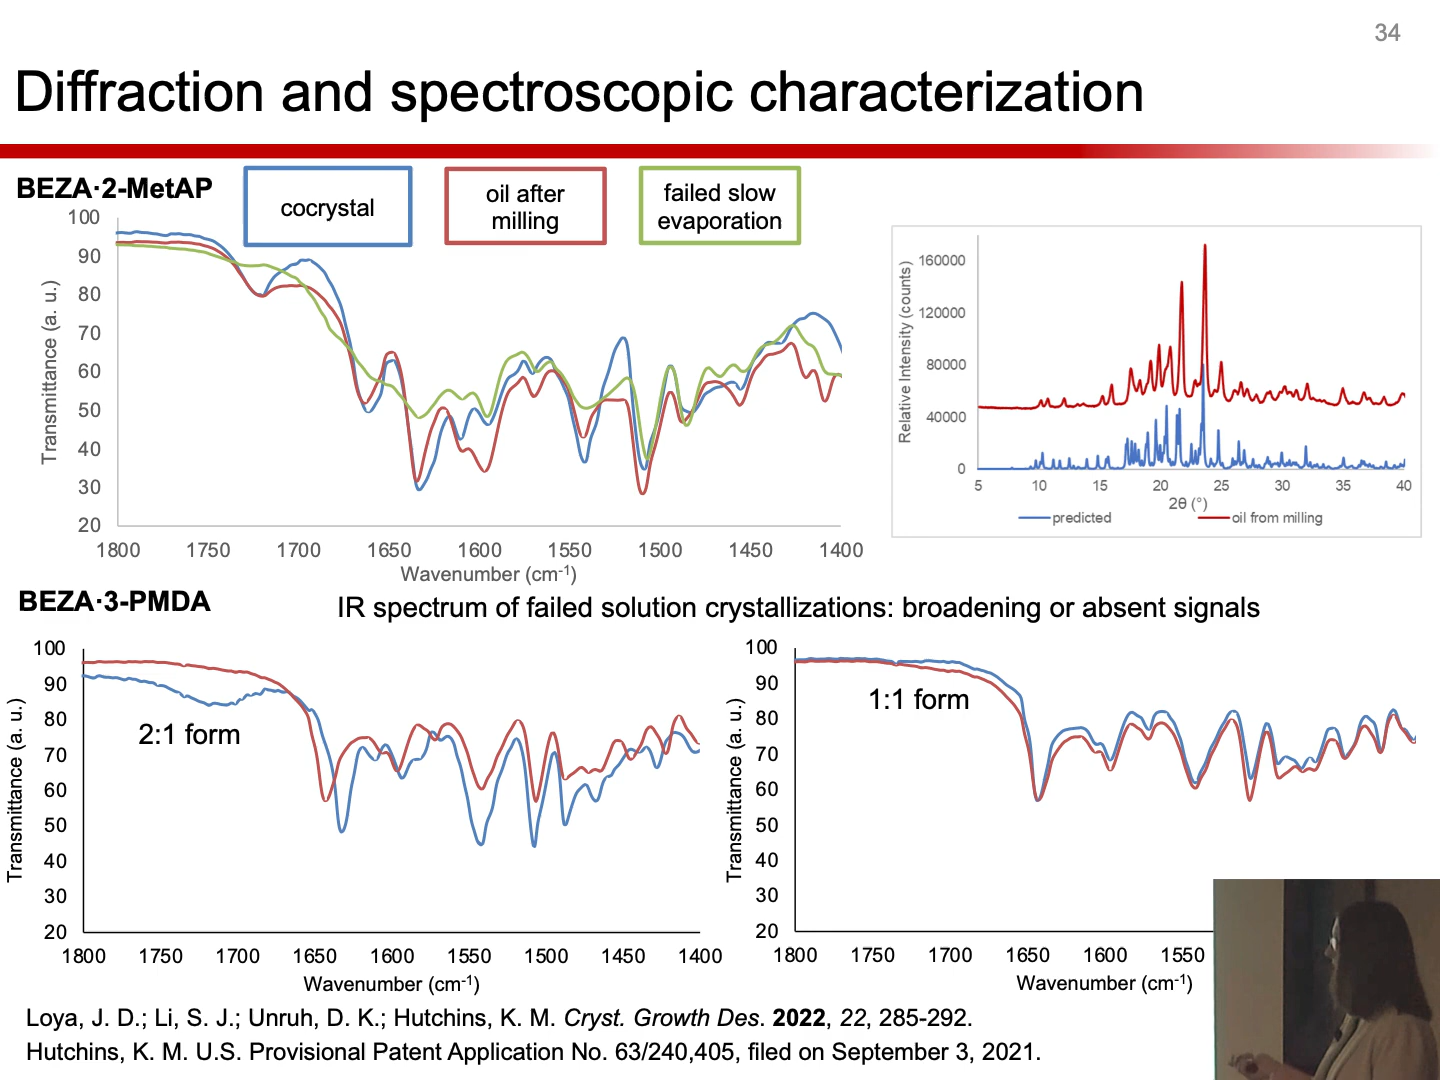 34
Diffraction and spectroscopic characterization
BEZA·2-MetAP
cocrystal
oil after
milling
failed slow
evaporation
100
90
80
70
60
50
40
30
20
Transmittance (a. u.)
1800 1750 1700 1650 1600 1550 1500 1450 1400
Wavenumber (cm⁻¹)
Relative Intensity (counts)
160000
120000
80000
40000
0
5 10 15 20 25 30 35 40
2θ (°)
predicted oil from milling
BEZA·3-PMDA
IR spectrum of failed solution crystallizations: broadening or absent signals
100
90
80
70
60
50
40
30
20
Transmittance (a. u.)
2:1 form
1800 1750 1700 1650 1600 1550 1500 1450 1400
Wavenumber (cm⁻¹)
100
90
80
70
60
50
40
30
20
Transmittance (a. u.)
1:1 form
1800 1750 1700 1650 1600 1550
Wavenumber (cm⁻¹)
Loya, J. D.; Li, S. J.; Unruh, D. K.; Hutchins, K. M. Cryst. Growth Des. 2022, 22, 285-292.
Hutchins, K. M. U.S. Provisional Patent Application No. 63/240,405, filed on September 3, 2021.